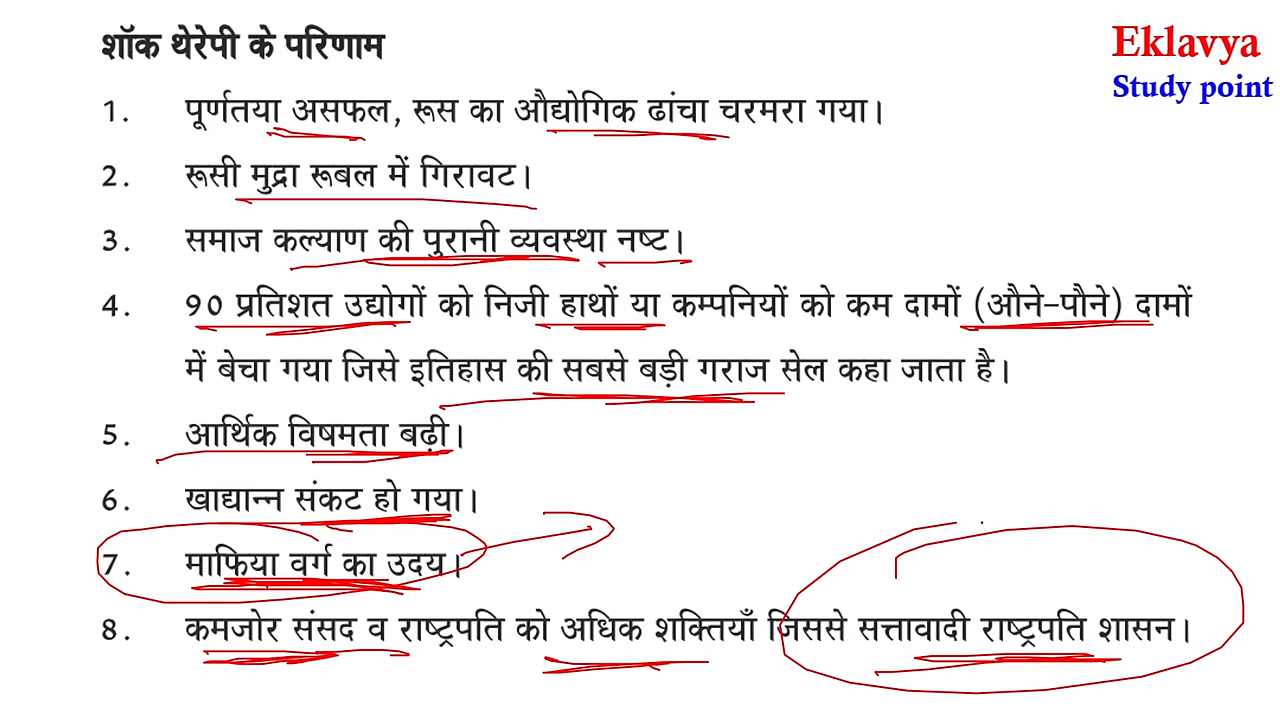 शॉक थेरेपी के परिणाम
Eklavya
Study point
1. पूर्णतया असफल, रूस का औद्योगिक ढांचा चरमरा गया।
2. रूसी मुद्रा रूबल में गिरावट।
3. समाज कल्याण की पुरानी व्यवस्था नष्ट।
4. 90 प्रतिशत उद्योगों को निजी हाथों या कम्पनियों को कम दामों (औने-पौने) दामों
में बेचा गया जिसे इतिहास की सबसे बड़ी गराज सेल कहा जाता है।
5. आर्थिक विषमता बढ़ी।
6. खाद्यान्न संकट हो गया।
7. माफिया वर्ग का उदय।
8. कमजोर संसद व राष्ट्रपति को अधिक शक्तियाँ जिससे सत्तावादी राष्ट्रपति शासन।